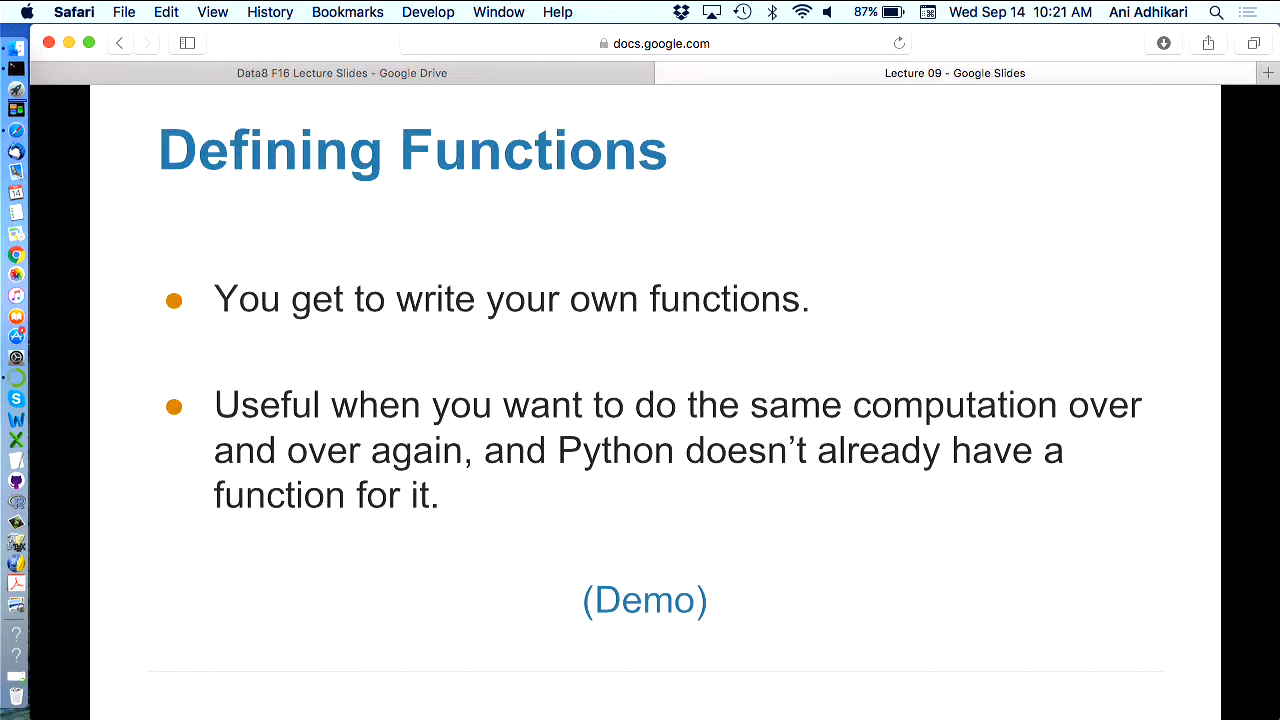 Safari File Edit View History Bookmarks Develop Window Help 87% Wed Sep 14 10:21 AM Ani Adhikari
docs.google.com
Data8 F16 Lecture Slides - Google Drive
Lecture 09 - Google Slides
Defining Functions
● You get to write your own functions.
● Useful when you want to do the same computation over
and over again, and Python doesn’t already have a
function for it.
(Demo)